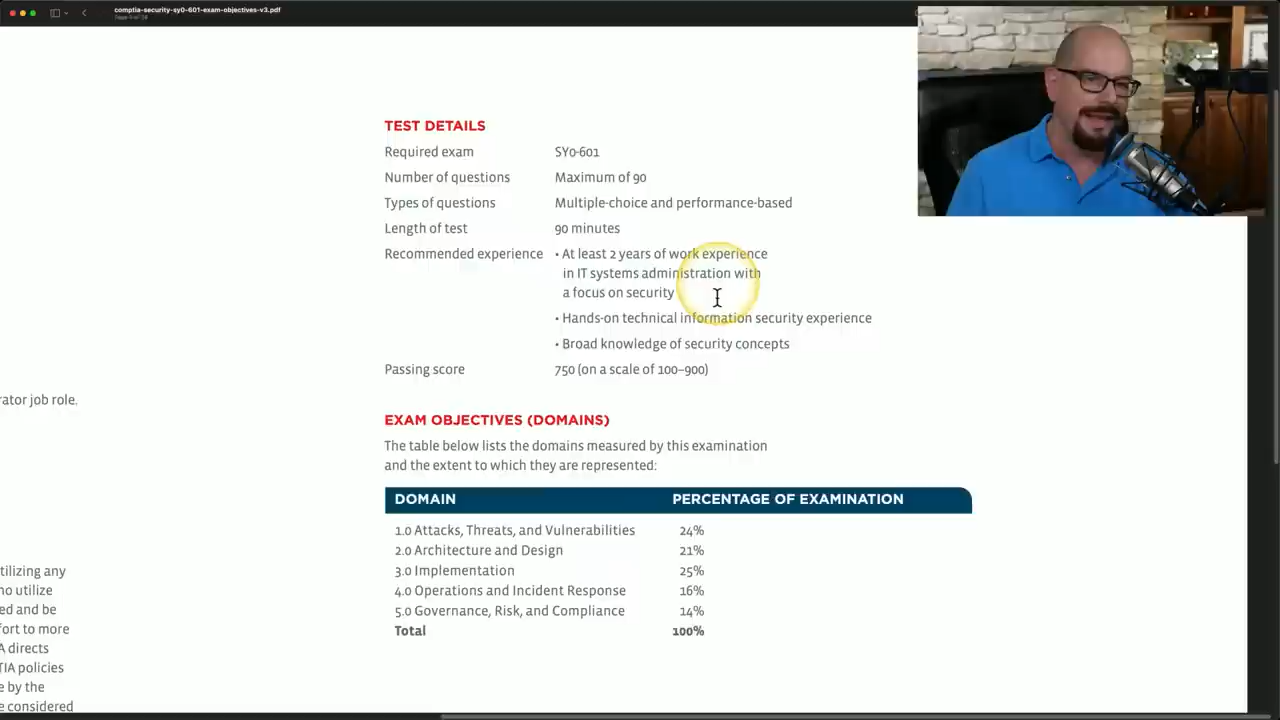 comptia-security-sy0-601-exam-objectives-v3.pdf
TEST DETAILS
Required exam SY0-601
Number of questions Maximum of 90
Types of questions Multiple-choice and performance-based
Length of test 90 minutes
Recommended experience • At least 2 years of work experience
in IT systems administration with
a focus on security
• Hands-on technical information security experience
• Broad knowledge of security concepts
Passing score 750 (on a scale of 100–900)
rator job role.
EXAM OBJECTIVES (DOMAINS)
The table below lists the domains measured by this examination
and the extent to which they are represented:
DOMAIN PERCENTAGE OF EXAMINATION
1.0 Attacks, Threats, and Vulnerabilities 24%
2.0 Architecture and Design 21%
3.0 Implementation 25%
4.0 Operations and Incident Response 16%
5.0 Governance, Risk, and Compliance 14%
Total 100%
tilizing any
ho utilize
ed and be
fort to more
A directs
TIA policies
e by the
e considered